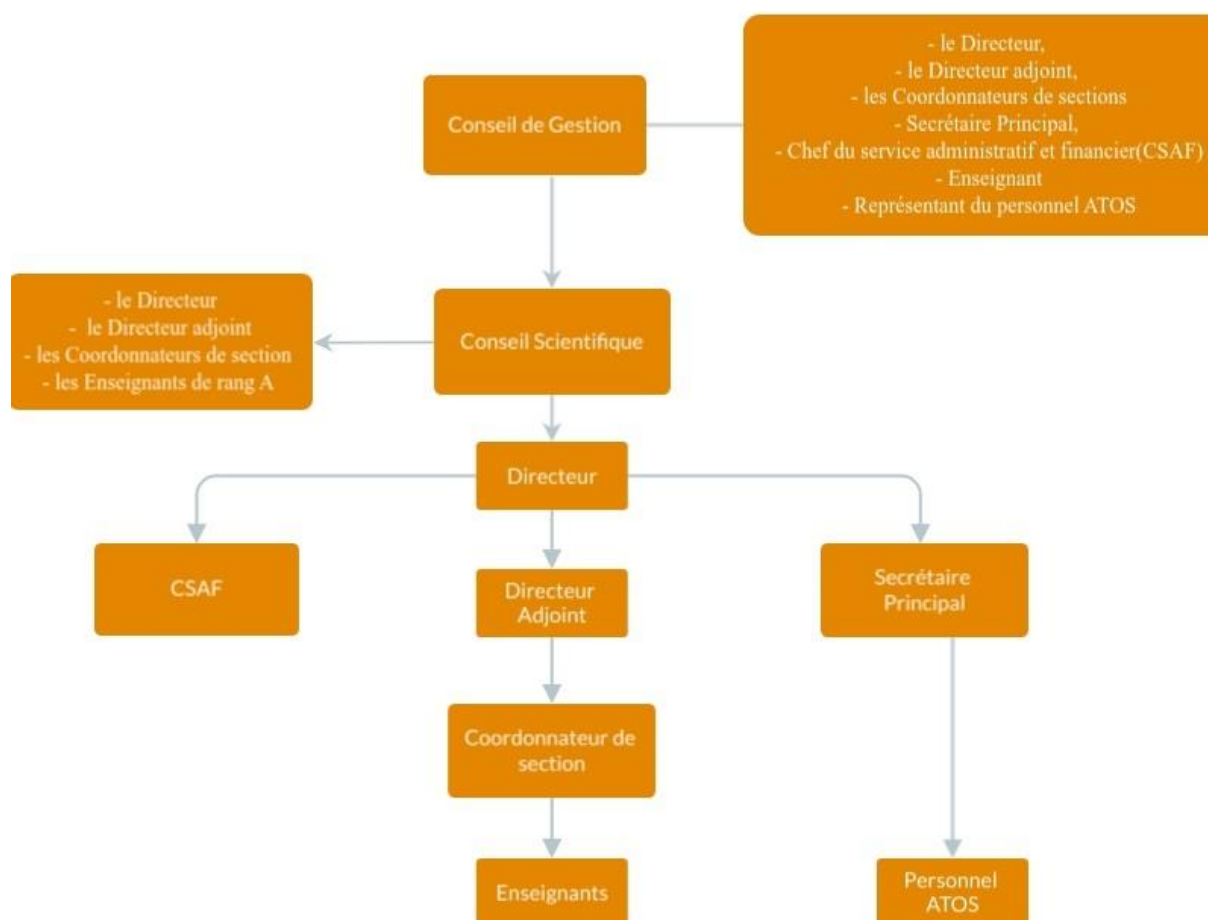 - le Directeur,
- le Directeur adjoint,
- les Coordonnateurs de sections
- Secrétaire Principal,
- Chef du service administratif et financier(CSAF)
- Enseignant
- Représentant du personnel ATOS
Conseil de Gestion
- le Directeur
- le Directeur adjoint
- les Coordonnateurs de section
- les Enseignants de rang A
Conseil Scientifique
Directeur
CSAF
Directeur
Adjoint
Secrétaire
Principal
Coordonnateur de
section
Enseignants
Personnel
ATOS